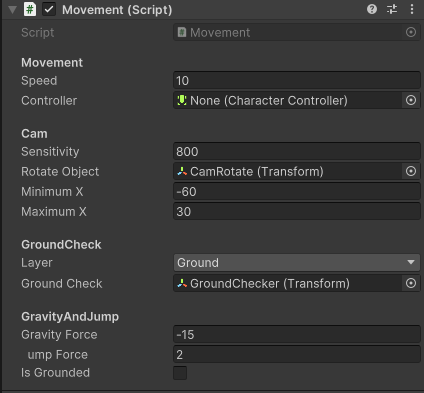 Movement (Script)
Script Movement
Movement
Speed 10
Controller None (Character Controller)
Cam
Sensitivity 800
Rotate Object CamRotate (Transform)
Minimum X -60
Maximum X 30
GroundCheck
Layer Ground
Ground Check GroundChecker (Transform)
GravityAndJump
Gravity Force -15
ump Force 2
Is Grounded